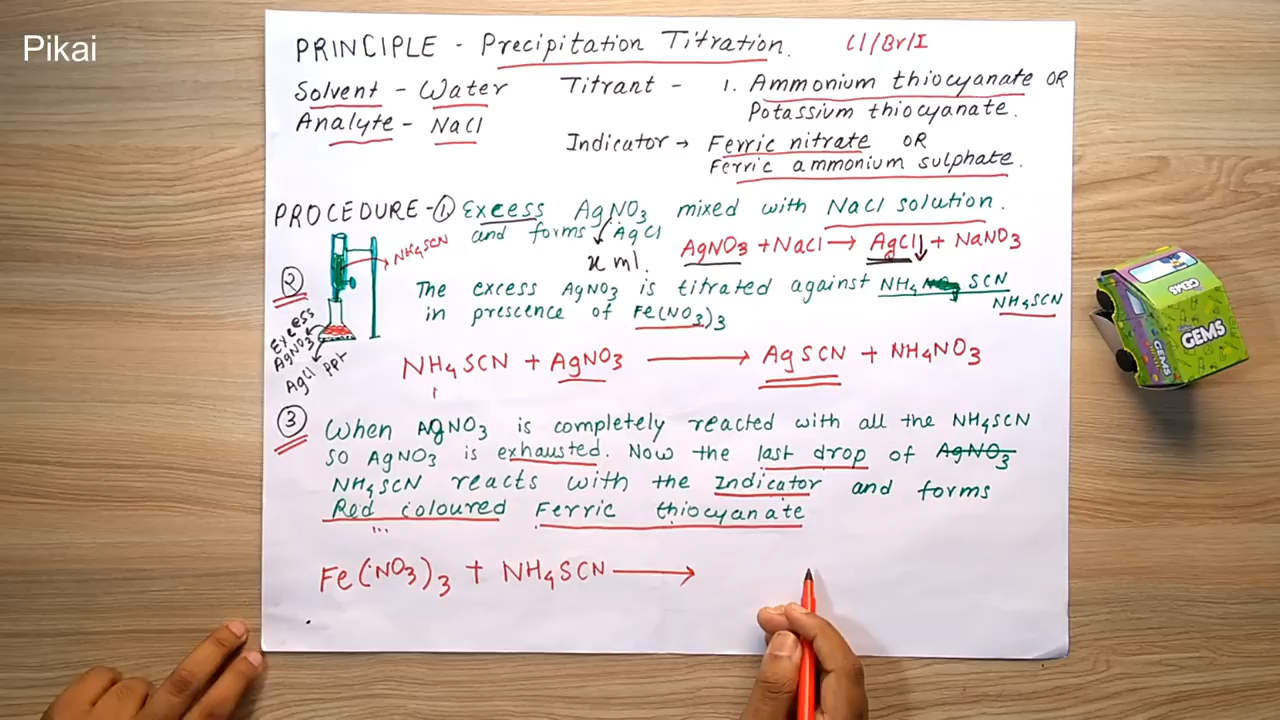 Pikai
PRINCIPLE - Precipitation Titration. Cl/Br/I
Solvent - Water Titrant - 1. Ammonium thiocyanate OR
Potassium thiocyanate.
Analyte - NaCl
Indicator → Ferric nitrate OR
Ferric ammonium sulphate.
PROCEDURE - ① Excess AgNO3 mixed with NaCl solution.
and forms AgCl
x ml.
AgNO3 + NaCl → AgCl↓ + NaNO3
NH4SCN
② The excess AgNO3 is titrated against NH4 SCN
NH4SCN
in prescence of Fe(NO3)3
Excess
AgNO3
AgCl ppt
NH4SCN + AgNO3 → AgSCN + NH4NO3
③ When AgNO3 is completely reacted with all the NH4SCN
so AgNO3 is exhausted. Now the last drop of AgNO3
NH4SCN reacts with the Indicator and forms
Red coloured Ferric thiocyanate
Fe(NO3)3 + NH4SCN →
GEMS
GEMS
GEMS